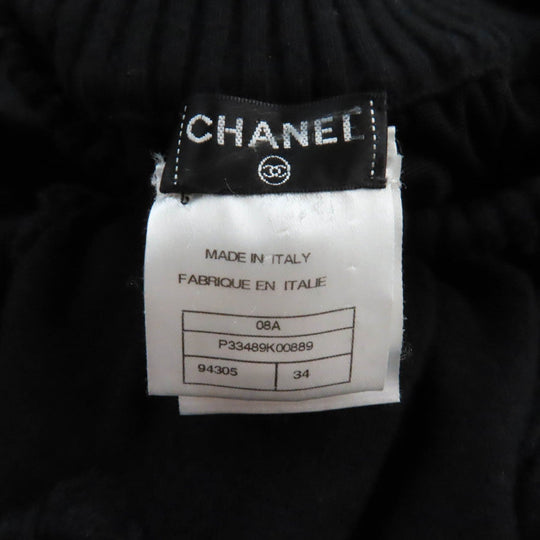 CHANEL
MADE IN ITALY
FABRIQUE EN ITALIE
08A
P33489K00889
94305 34